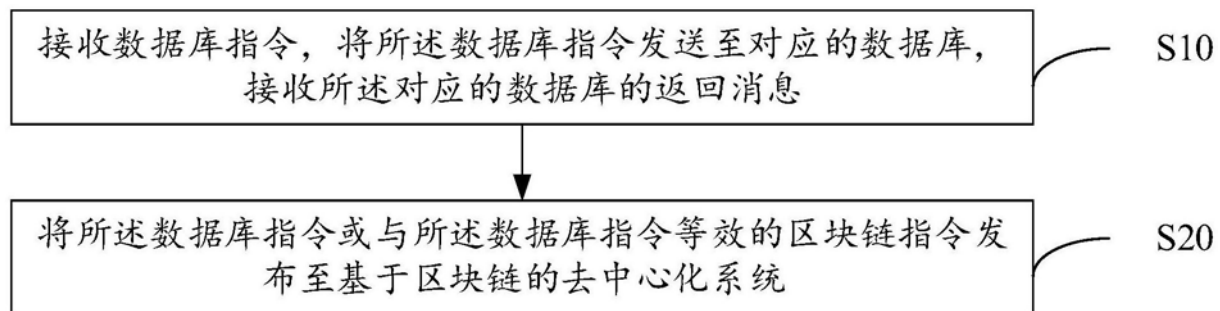 接收数据库指令，将所述数据库指令发送至对应的数据库，
接收所述对应的数据库的返回消息
S10
将所述数据库指令或与所述数据库指令等效的区块链指令发
布至基于区块链的去中心化系统
S20